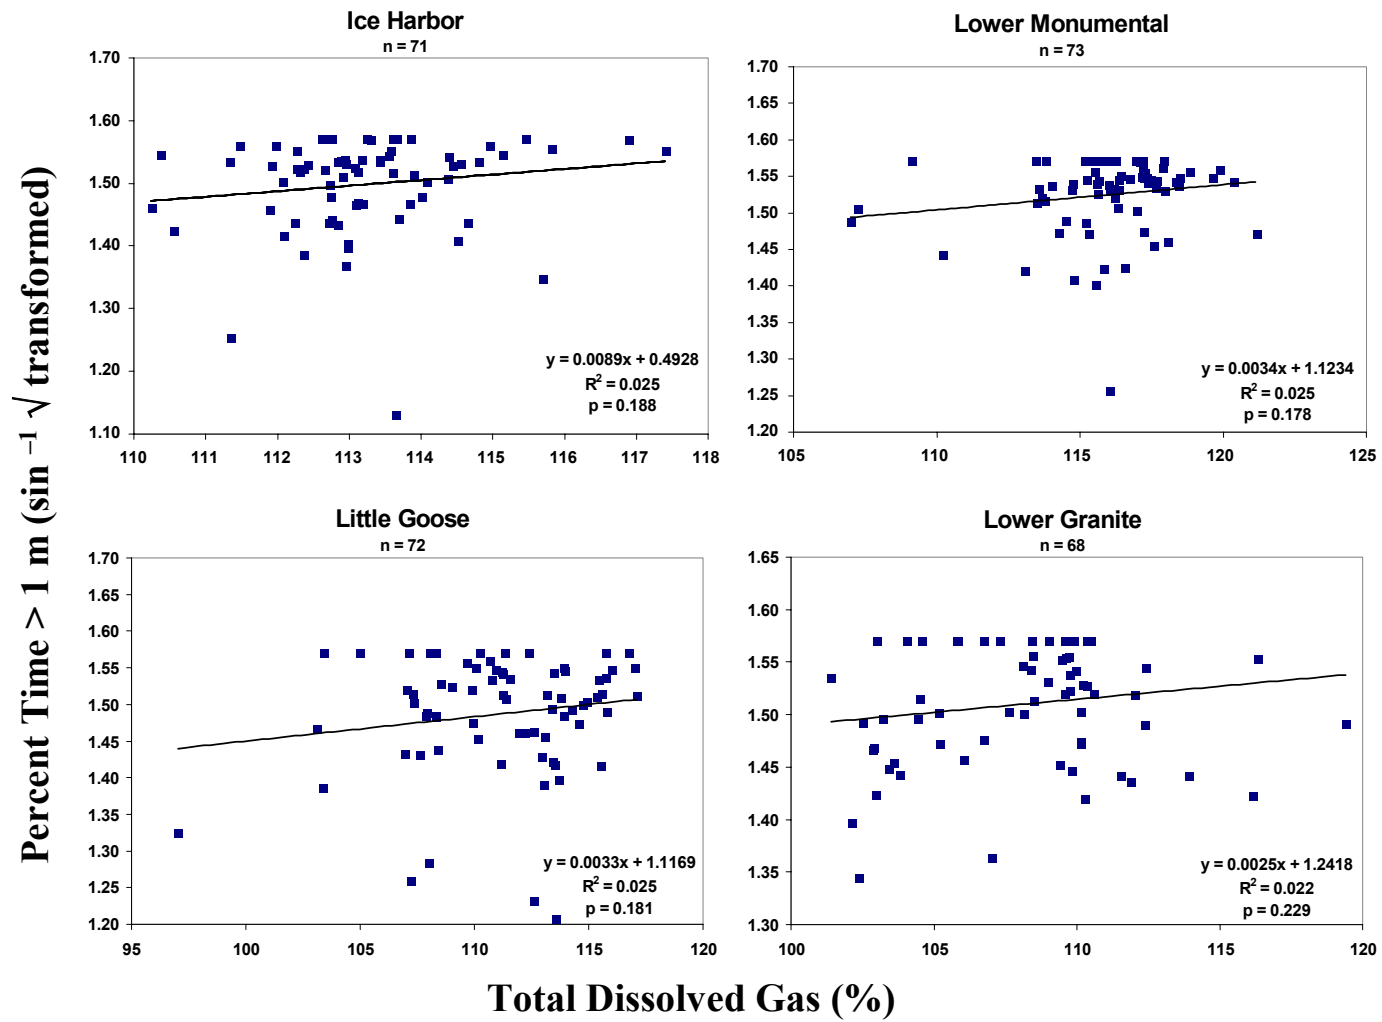 Percent Time > 1 m (sin⁻¹ √ transformed)
Ice Harbor
n = 71
1.70
1.60
1.50
1.40
1.30
1.20
1.10
110 111 112 113 114 115 116 117 118
y = 0.0089x + 0.4928
R² = 0.025
p = 0.188
Lower Monumental
n = 73
1.70
1.65
1.60
1.55
1.50
1.45
1.40
1.35
1.30
1.25
1.20
105 110 115 120 125
y = 0.0034x + 1.1234
R² = 0.025
p = 0.178
Little Goose
n = 72
1.70
1.65
1.60
1.55
1.50
1.45
1.40
1.35
1.30
1.25
1.20
95 100 105 110 115 120
y = 0.0033x + 1.1169
R² = 0.025
p = 0.181
Lower Granite
n = 68
1.65
1.60
1.55
1.50
1.45
1.40
1.35
1.30
100 105 110 115 120
y = 0.0025x + 1.2418
R² = 0.022
p = 0.229
Total Dissolved Gas (%)